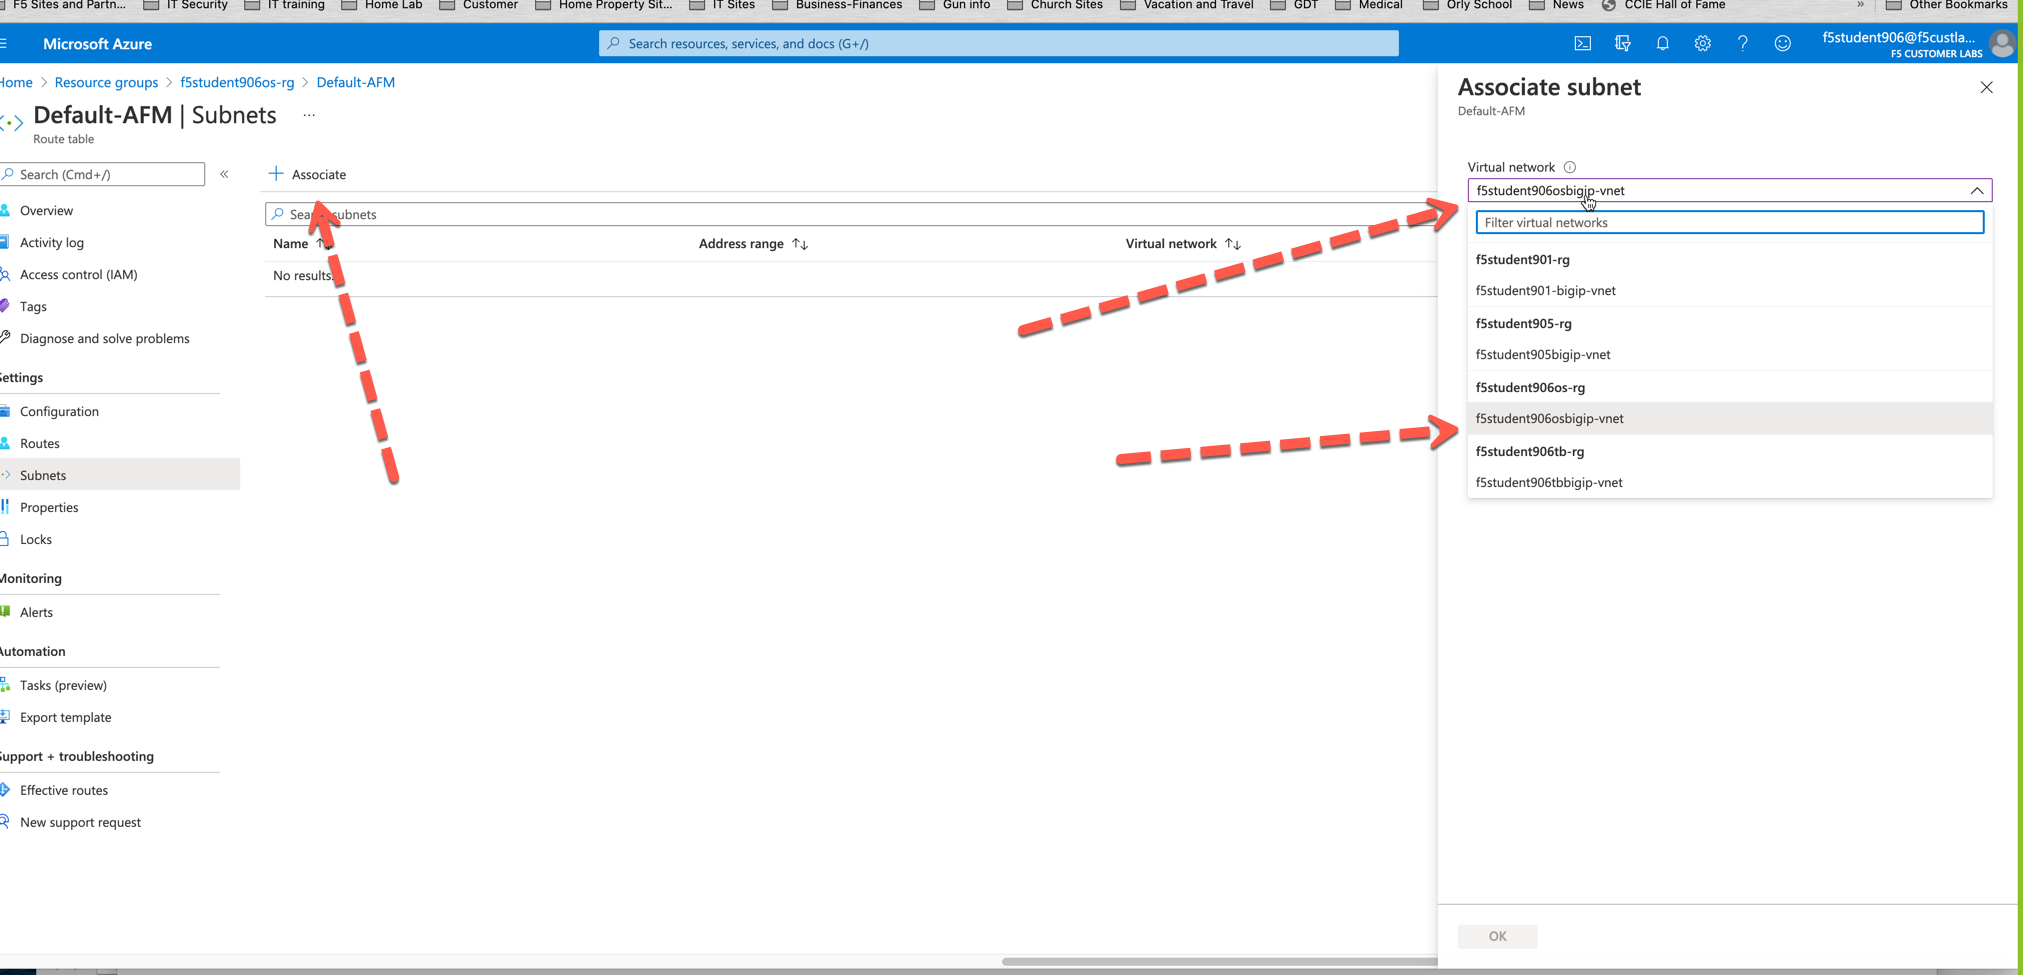 F5 Sites and Partn... IT Security IT training Home Lab Customer Home Property Sit... IT Sites Business-Finances Gun info Church Sites Vacation and Travel GDT Medical Orly School News CCIE Hall of Fame » Other Bookmarks
Microsoft Azure
Search resources, services, and docs (G+/)
f5student906@f5custla...
F5 CUSTOMER LABS
Home > Resource groups > f5student906os-rg > Default-AFM
Default-AFM | Subnets ...
Route table
Search (Cmd+/) «
Overview
Activity log
Access control (IAM)
Tags
Diagnose and solve problems
Settings
Configuration
Routes
Subnets
Properties
Locks
Monitoring
Alerts
Automation
Tasks (preview)
Export template
Support + troubleshooting
Effective routes
New support request
+ Associate
Search subnets
Name ↑↓ Address range ↑↓ Virtual network ↑↓
No results.
Associate subnet
Default-AFM
Virtual network
f5student906osbigip-vnet
Filter virtual networks
f5student901-rg
f5student901-bigip-vnet
f5student905-rg
f5student905bigip-vnet
f5student906os-rg
f5student906osbigip-vnet
f5student906tb-rg
f5student906tbbigip-vnet
OK